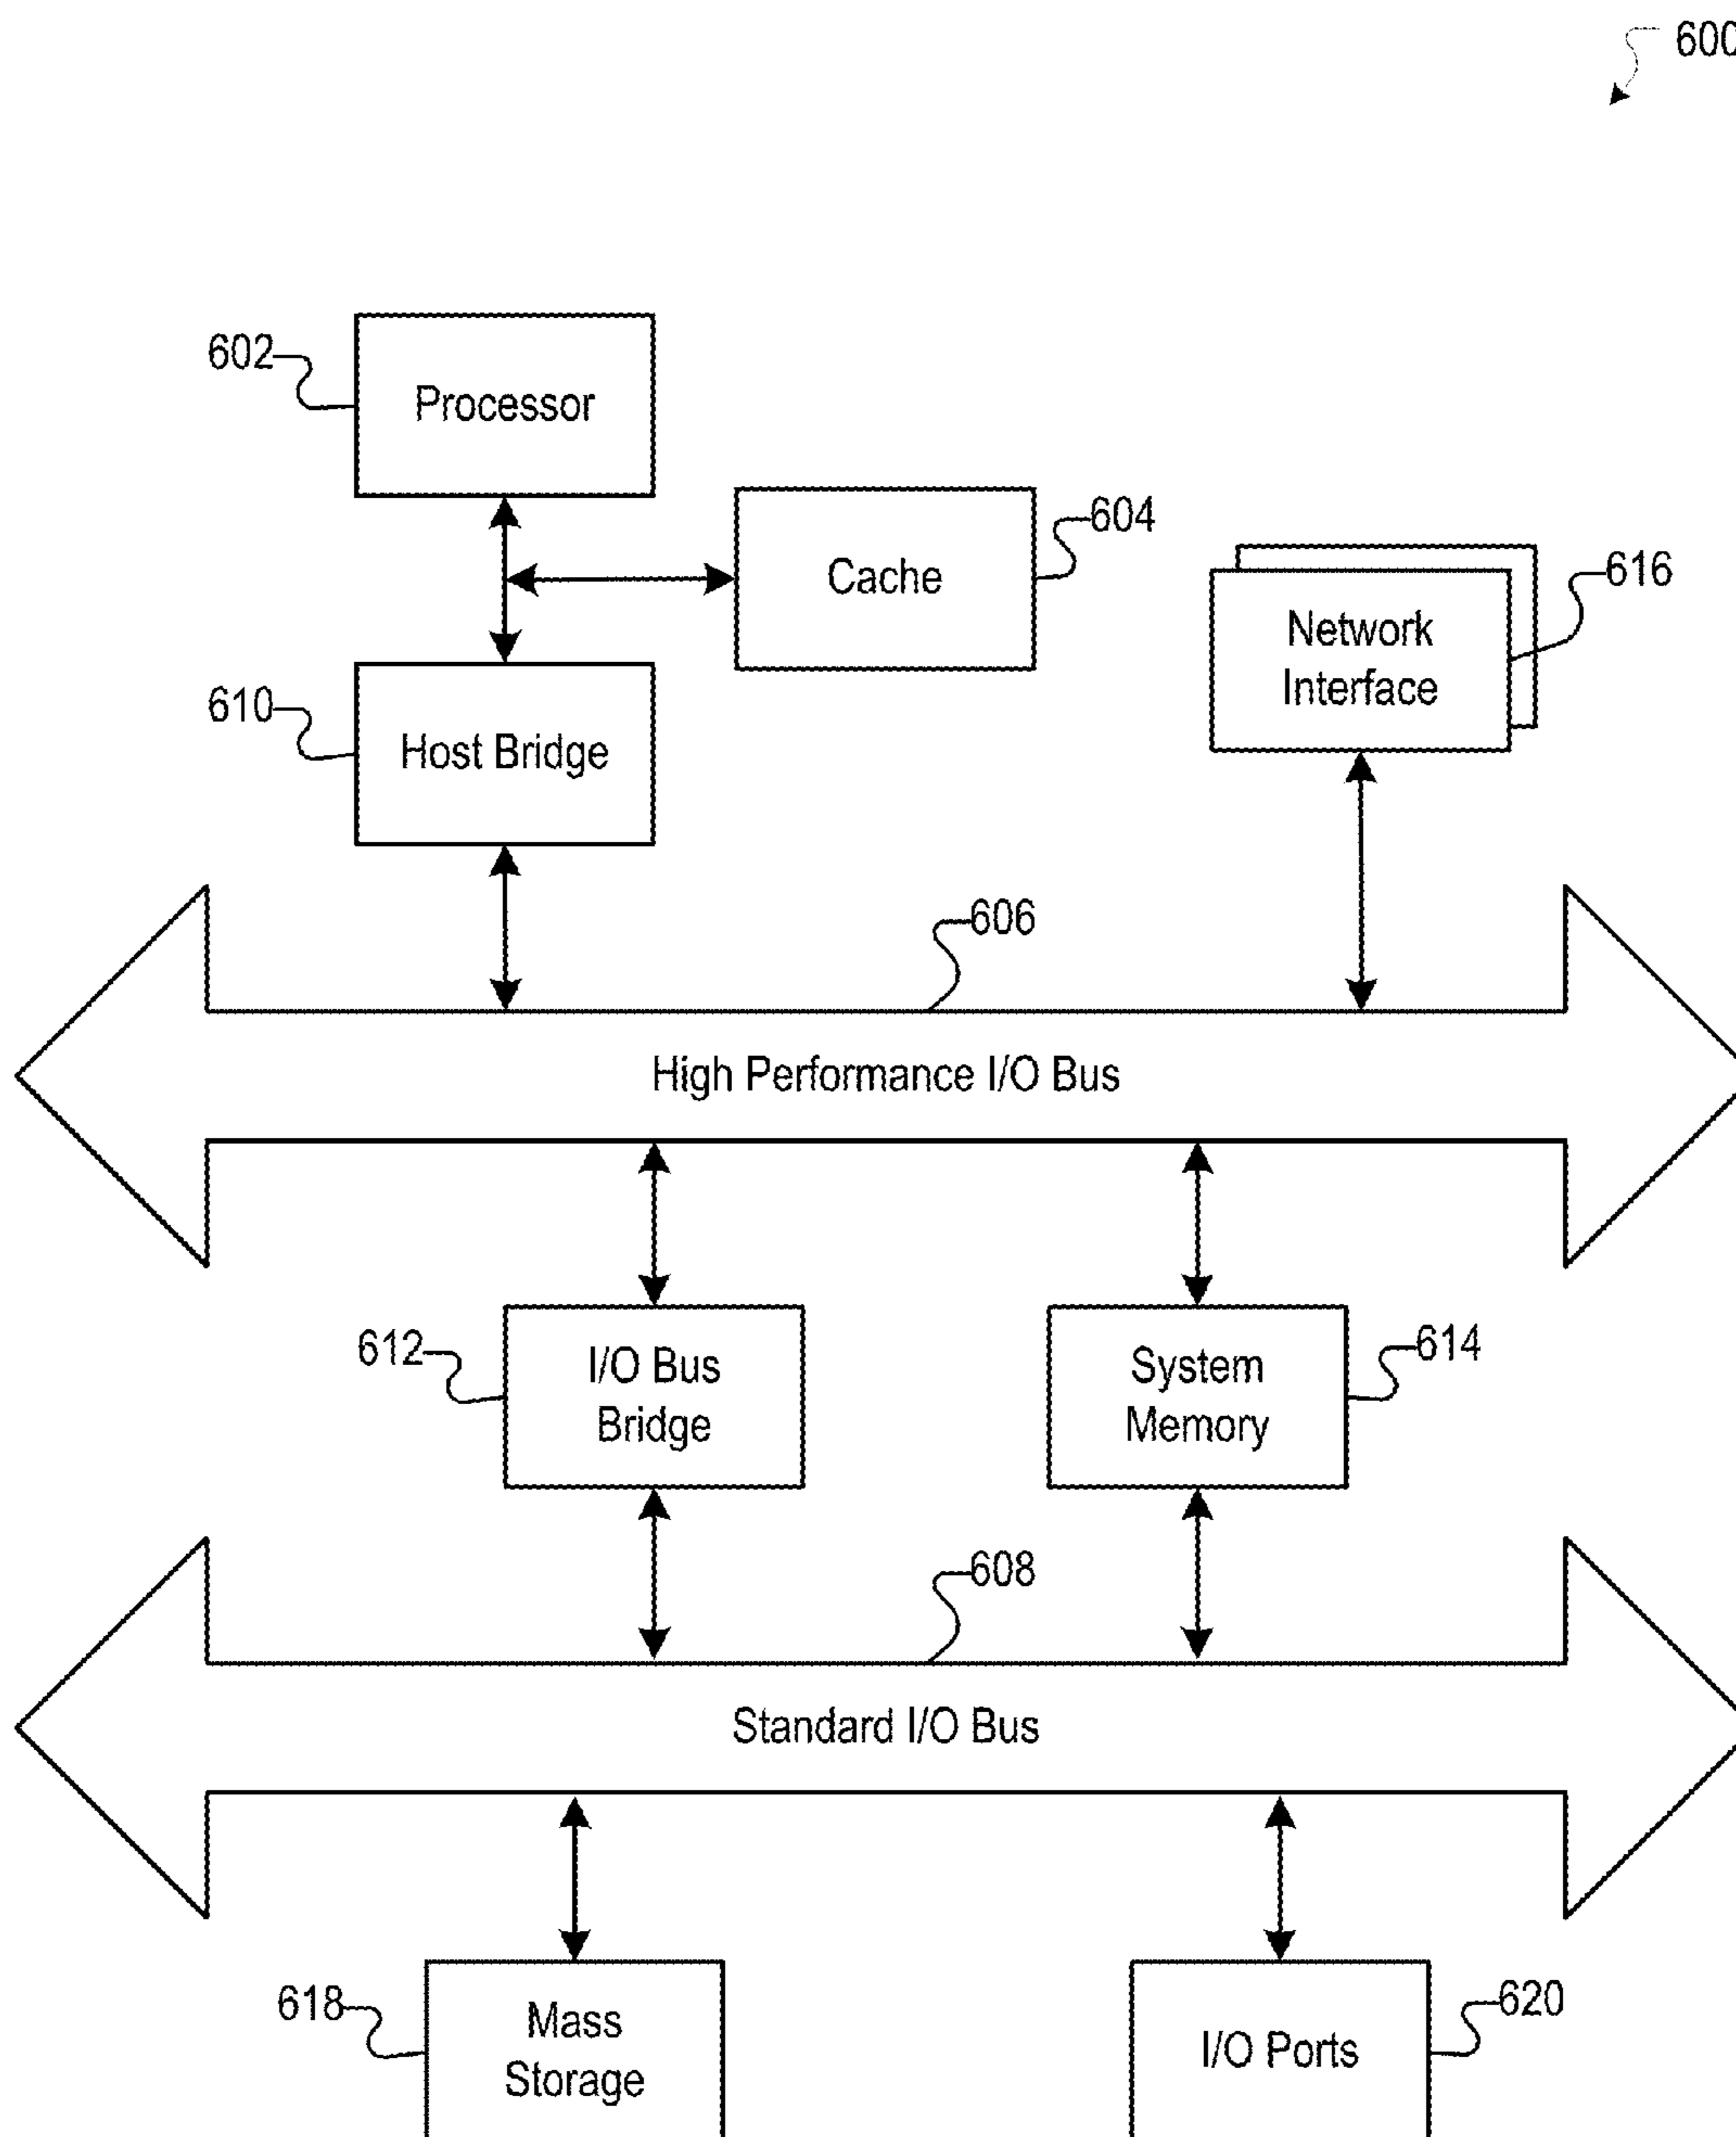 600
602
Processor
604
Cache
616
Network
Interface
610
Host Bridge
606
High Performance I/O Bus
612
I/O Bus
Bridge
614
System
Memory
608
Standard I/O Bus
618
Mass
Storage
620
I/O Ports